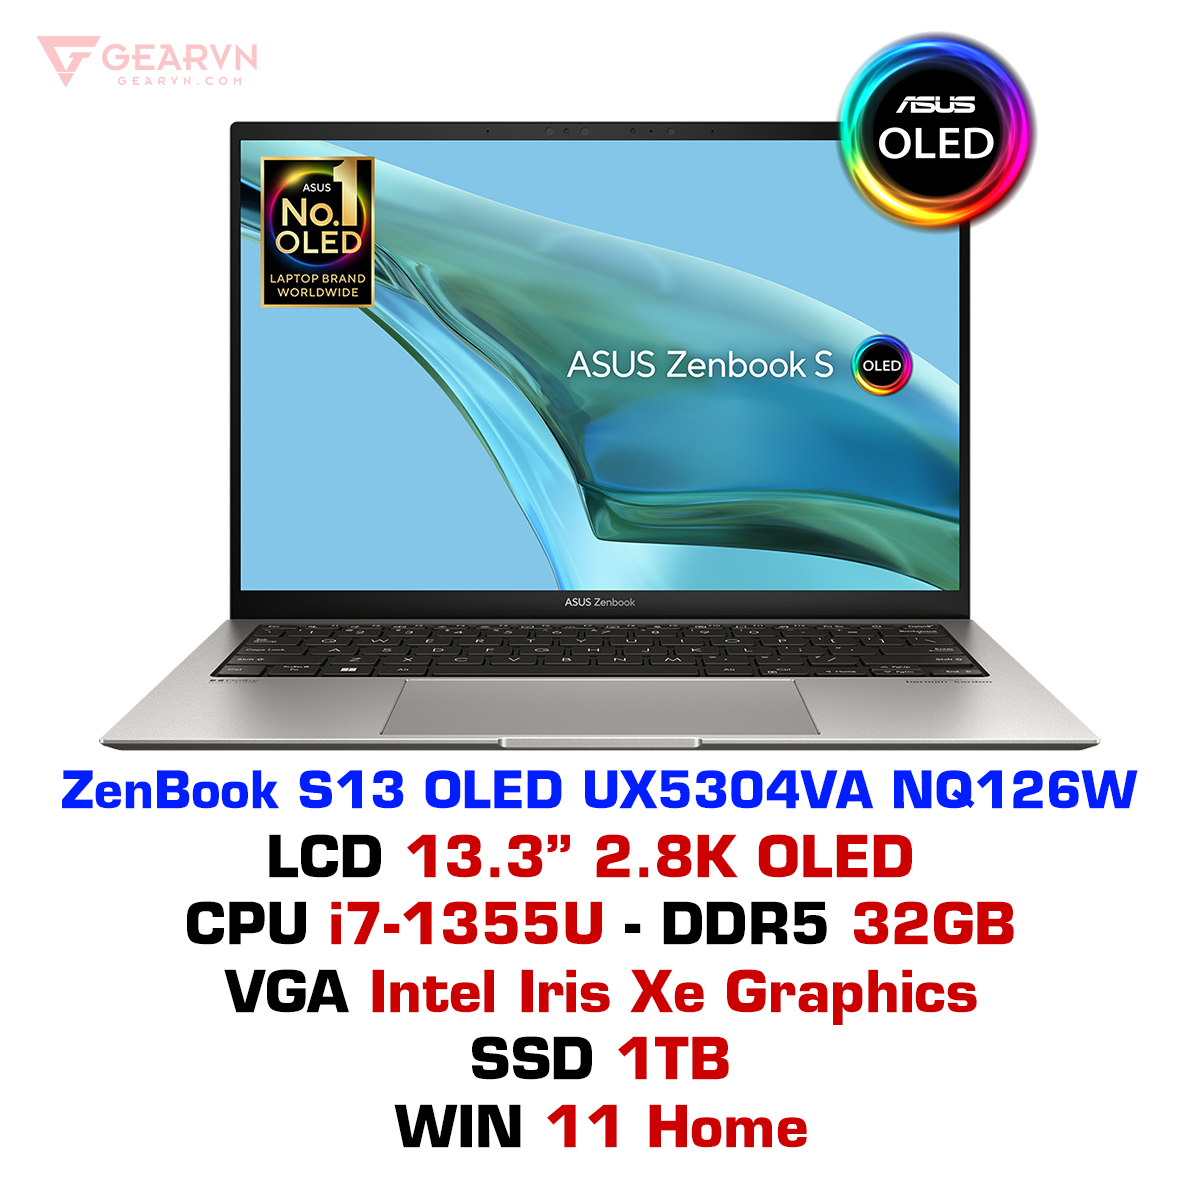 GEARVN
GEARVN.COM
ASUS
OLED
ASUS
No.1
OLED
LAPTOP BRAND
WORLDWIDE
ASUS Zenbook S OLED
ASUS Zenbook
harman kardon
ZenBook S13 OLED UX5304VA NQ126W
LCD 13.3” 2.8K OLED
CPU i7-1355U - DDR5 32GB
VGA Intel Iris Xe Graphics
SSD 1TB
WIN 11 Home